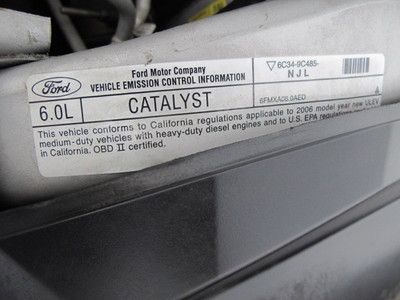 Ford
Ford Motor Company
VEHICLE EMISSION CONTROL INFORMATION
6C34-9C485-
N J L
6.0L
CATALYST
6FMXA06.0AED
This vehicle conforms to California regulations applicable to 2006 model year new ULEV
medium-duty vehicles with heavy-duty diesel engines and to U.S. EPA regulations
in California. OBD II certified.